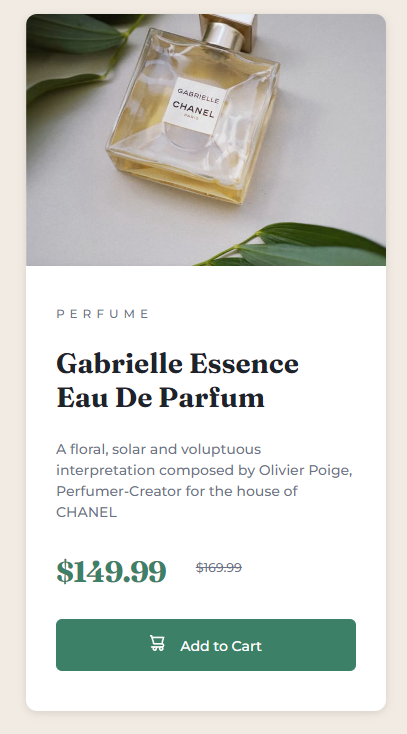 GABRIELLE
CHANEL
PARIS
PERFUME
Gabrielle Essence
Eau De Parfum
A floral, solar and voluptuous
interpretation composed by Olivier Poige,
Perfumer-Creator for the house of
CHANEL
$149.99 $169.99
Add to Cart